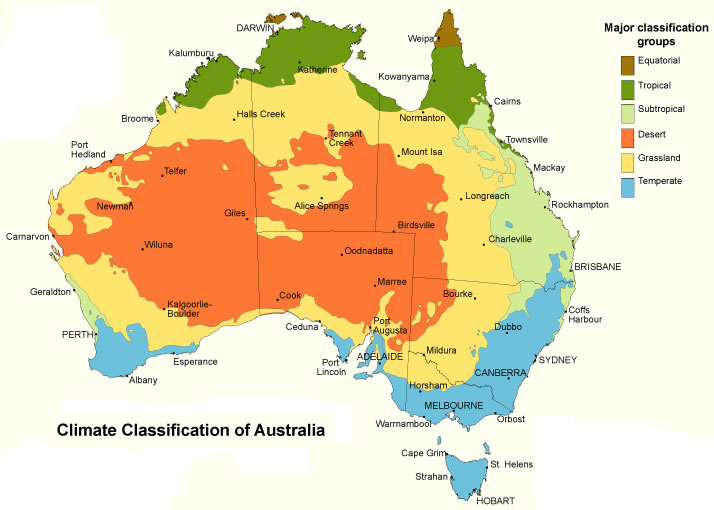 Major classification
groups
Equatorial
Tropical
Subtropical
Desert
Grassland
Temperate
DARWIN
Weipa
Kalumburu
Katherine
Kowanyama
Cairns
Broome
Halls Creek
Normanton
Tennant
Creek
Townsville
Port
Hedland
Mount Isa
Mackay
Telfer
Newman
Alice Springs
Longreach
Rockhampton
Giles
Birdsville
Carnarvon
Wiluna
Oodnadatta
Charleville
BRISBANE
Geraldton
Marree
Cook
Bourke
Kalgoorlie-
Boulder
Coffs
Harbour
Ceduna
Port
Augusta
PERTH
Dubbo
Esperance
Mildura
SYDNEY
Port
Lincoln
ADELAIDE
Albany
CANBERRA
Horsham
MELBOURNE
Warrnambool
Orbost
Climate Classification of Australia
Cape Grim
St. Helens
Strahan
HOBART